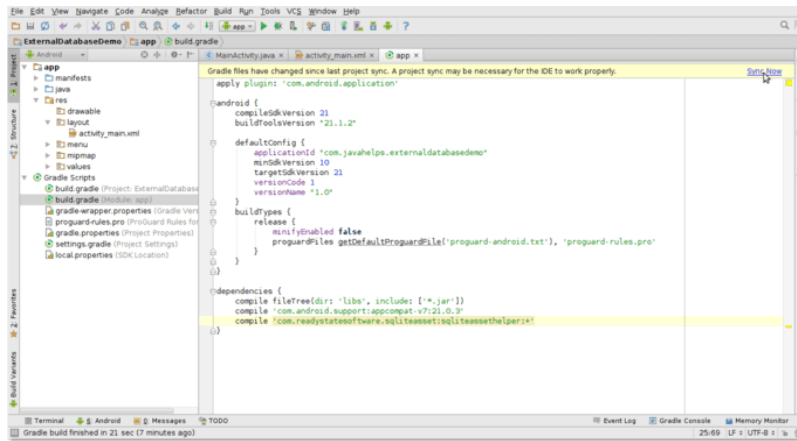 File Edit View Navigate Code Analyze Refactor Build Run Tools VCS Window Help
app
ExternalDatabaseDemo app build.gradle
Android
MainActivity.java × activity_main.xml × app ×
1: Project
Z: Structure
2: Favorites
Build Variants
app
manifests
java
res
drawable
layout
activity_main.xml
menu
mipmap
values
Gradle Scripts
build.gradle (Project: ExternalDatabase
build.gradle (Module: app)
gradle-wrapper.properties (Gradle Vers
proguard-rules.pro (ProGuard Rules for
gradle.properties (Project Properties)
settings.gradle (Project Settings)
local.properties (SDK Location)
Gradle files have changed since last project sync. A project sync may be necessary for the IDE to work properly. Sync Now
apply plugin: 'com.android.application'
android {
compileSdkVersion 21
buildToolsVersion "21.1.2"
defaultConfig {
applicationId "com.javahelps.externaldatabasedemo"
minSdkVersion 10
targetSdkVersion 21
versionCode 1
versionName "1.0"
}
buildTypes {
release {
minifyEnabled false
proguardFiles getDefaultProguardFile('proguard-android.txt'), 'proguard-rules.pro'
}
}
}
dependencies {
compile fileTree(dir: 'libs', include: ['*.jar'])
compile 'com.android.support:appcompat-v7:21.0.3'
compile 'com.readystatesoftware.sqliteasset:sqliteassethelper:+'
}
Terminal 6: Android 0: Messages TODO Event Log Gradle Console Memory Monitor
Gradle build finished in 21 sec (7 minutes ago) 25:69 LF UTF-8